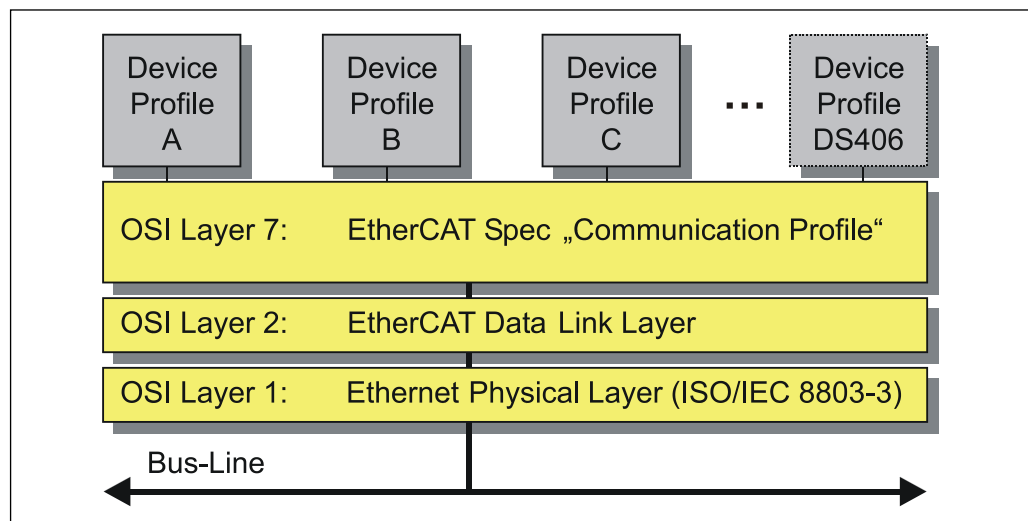 Device
Profile
A
Device
Profile
B
Device
Profile
C
...
Device
Profile
DS406
OSI Layer 7: EtherCAT Spec „Communication Profile“
OSI Layer 2: EtherCAT Data Link Layer
OSI Layer 1: Ethernet Physical Layer (ISO/IEC 8803-3)
Bus-Line